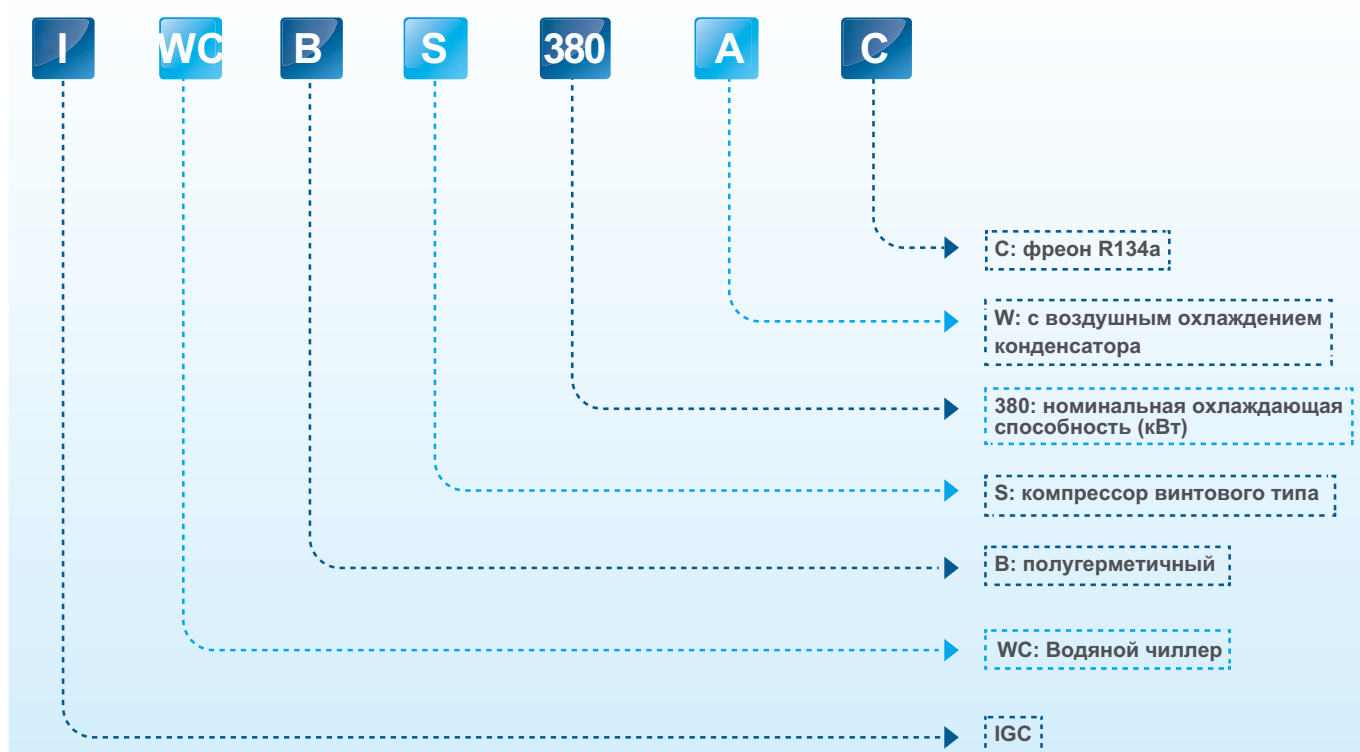 I WC B S 380 A C
C: фреон R134a
W: с воздушным охлаждением
конденсатора
380: номинальная охлаждающая
способность (кВт)
S: компрессор винтового типа
B: полугерметичный
WC: Водяной чиллер
IGC